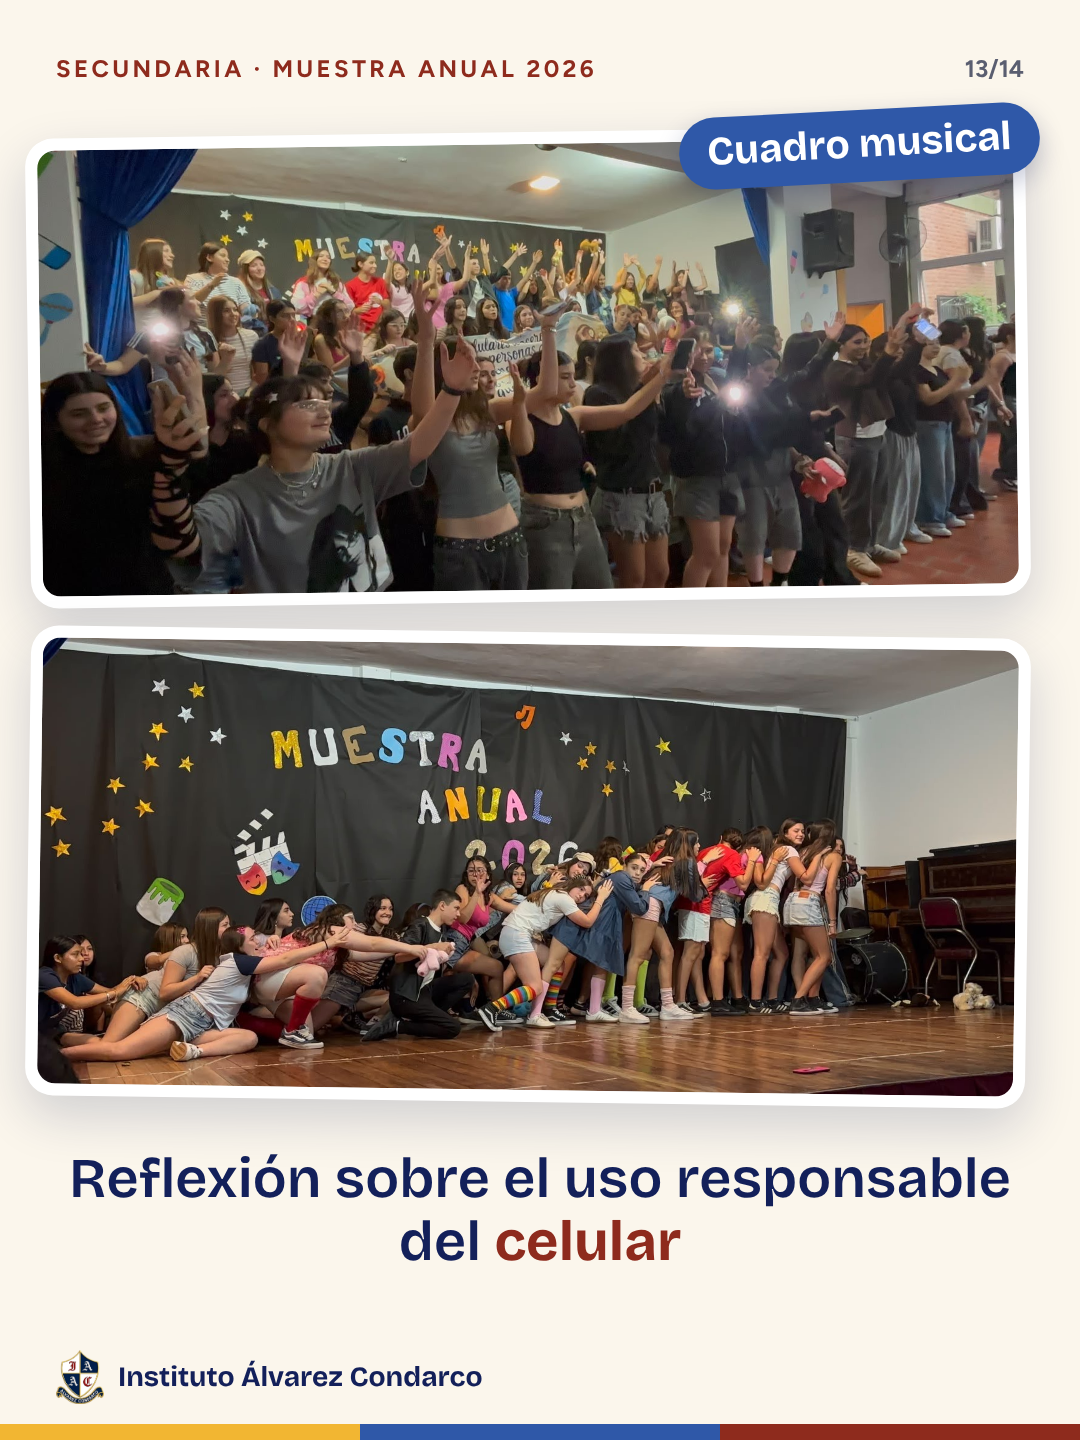 SECUNDARIA · MUESTRA ANUAL 2026
13/14
Cuadro musical
MUESTRA
personas
MUESTRA
ANUAL
2026
Reflexión sobre el uso responsable
del celular
J A
A C
Instituto Álvarez Condarco